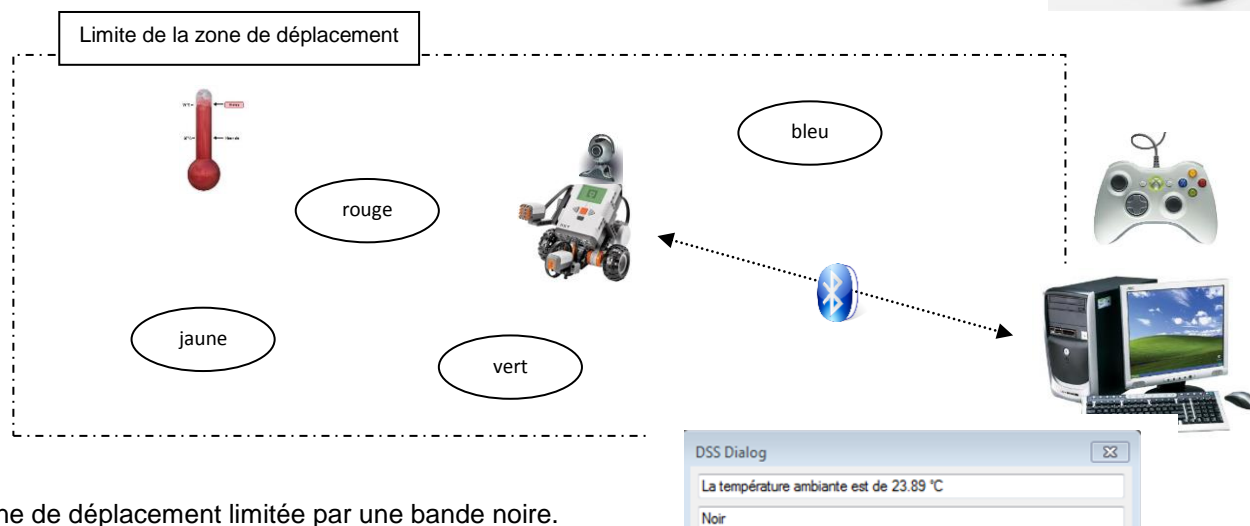 Limite de la zone de déplacement
bleu
rouge
jaune
vert
DSS Dialog
La température ambiante est de 23.89 °C
Noir
ne de déplacement limitée par une bande noire.